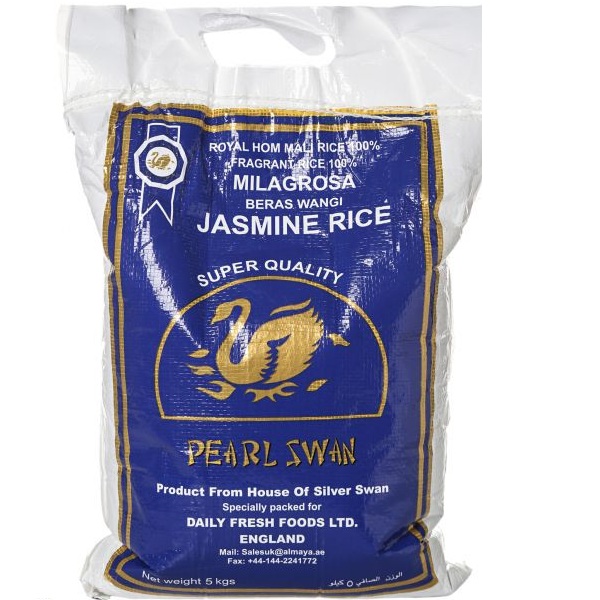 ROYAL HOM MALI RICE 100%
FRAGRANT RICE 100%
MILAGROSA
BERAS WANGI
JASMINE RICE
SUPER QUALITY
PEARL SWAN
Product From House Of Silver Swan
Specially packed for
DAILY FRESH FOODS LTD.
ENGLAND
Mail: Salesuk@almaya.ae
Fax: +44-144-2241772
Net weight 5 kgs
الوزن الصافي ٥ كيلو